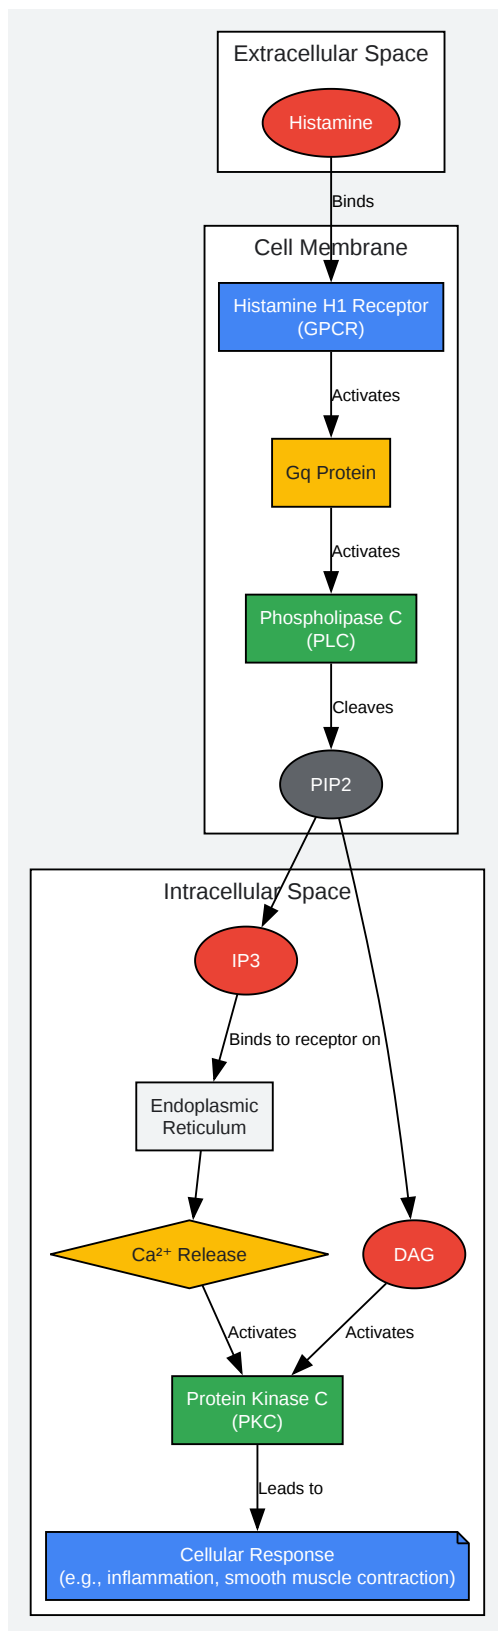 Extracellular Space
Histamine
Binds
Cell Membrane
Histamine H1 Receptor
(GPCR)
Activates
Gq Protein
Activates
Phospholipase C
(PLC)
Cleaves
PIP2
Intracellular Space
IP3
Binds to receptor on
Endoplasmic
Reticulum
Ca²⁺ Release
DAG
Activates
Activates
Protein Kinase C
(PKC)
Leads to
Cellular Response
(e.g., inflammation, smooth muscle contraction)